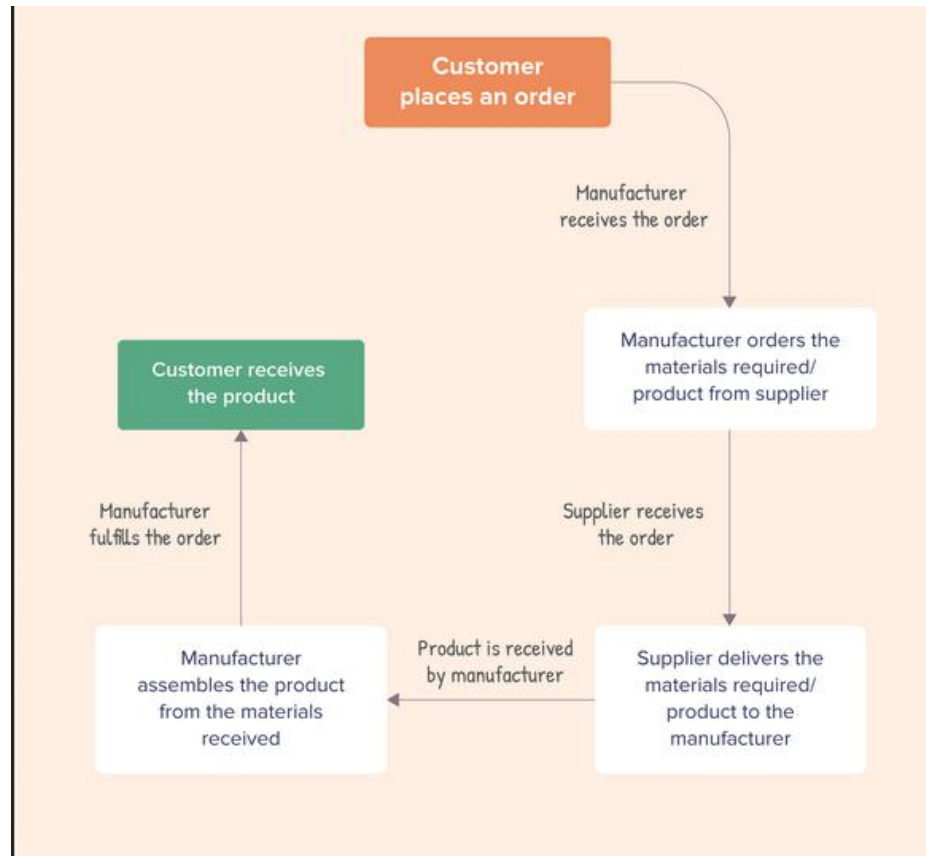 Customer
places an order
Manufacturer
receives the order
Manufacturer orders the
materials required/
product from supplier
Supplier receives
the order
Supplier delivers the
materials required/
product to the
manufacturer
Product is received
by manufacturer
Manufacturer
assembles the product
from the materials
received
Manufacturer
fulfills the order
Customer receives
the product